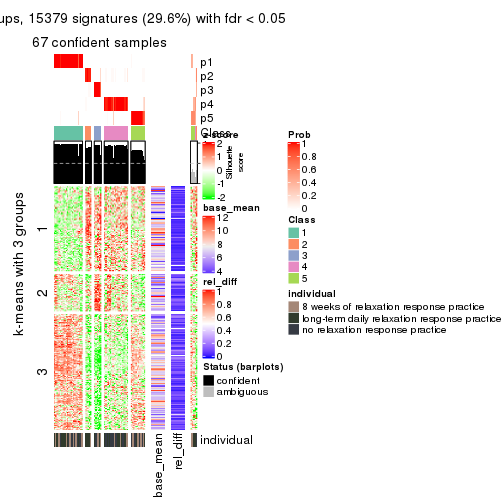 ups, 15379 signatures (29.6%) with fdr < 0.05
67 confident samples
p1
p2
p3
p4
p5
Class
Silhouette
score
k-means with 3 groups
1
2
3
individual
base_mean
rel_diff
z-score
2
1
0
-1
-2
base_mean
12
10
8
6
4
rel_diff
1
0.8
0.6
0.4
0.2
0
Status (barplots)
confident
ambiguous
Prob
1
0.8
0.6
0.4
0.2
0
Class
1
2
3
4
5
individual
8 weeks of relaxation response practice
long-term daily relaxation response practice
no relaxation response practice